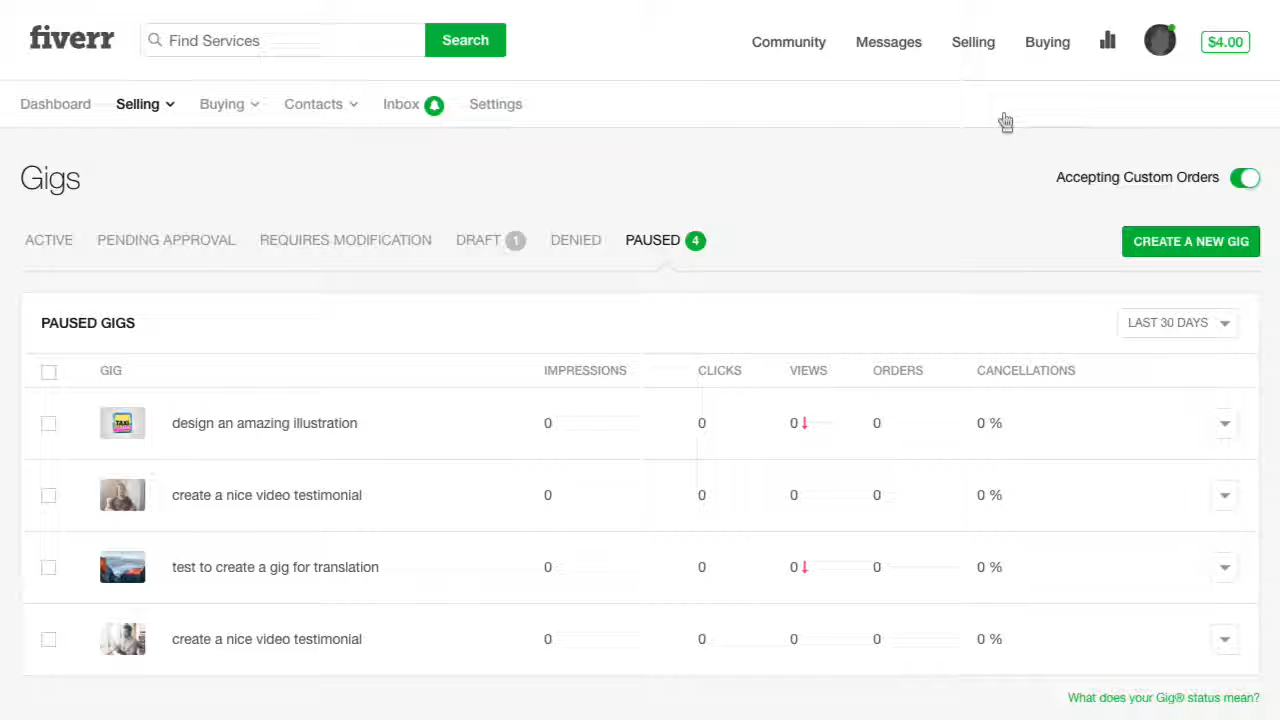 fiverr Find Services Search Community Messages Selling Buying $4.00
Dashboard Selling Buying Contacts Inbox Settings
Gigs Accepting Custom Orders
ACTIVE PENDING APPROVAL REQUIRES MODIFICATION DRAFT 1 DENIED PAUSED 4 CREATE A NEW GIG
PAUSED GIGS LAST 30 DAYS
GIG IMPRESSIONS CLICKS VIEWS ORDERS CANCELLATIONS
TAXI design an amazing illustration 0 0 0 0 0 %
create a nice video testimonial 0 0 0 0 0 %
test to create a gig for translation 0 0 0 0 0 %
create a nice video testimonial 0 0 0 0 0 %
What does your Gig® status mean?